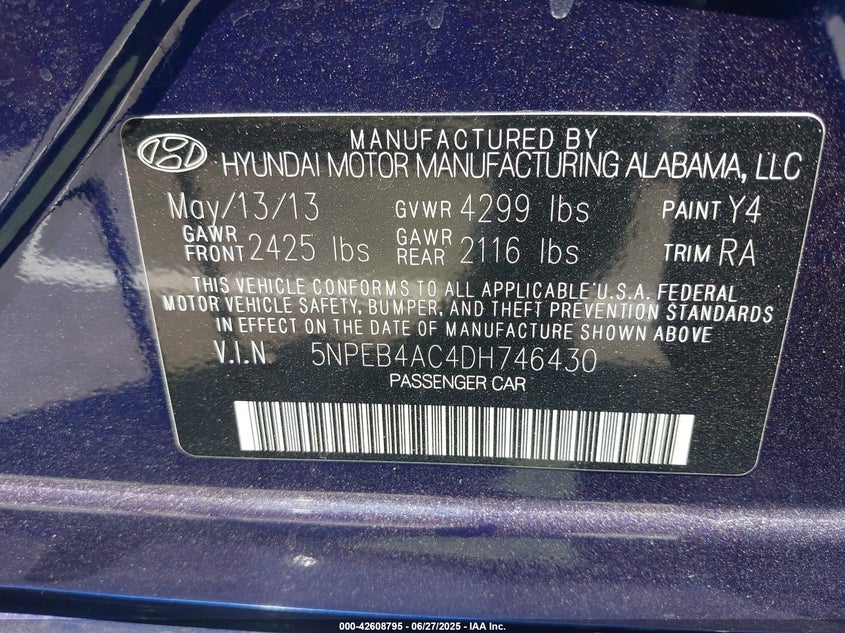 MANUFACTURED BY
HYUNDAI MOTOR MANUFACTURING ALABAMA, LLC
May/13/13 GVWR 4299 lbs PAINT Y4
GAWR FRONT 2425 lbs GAWR REAR 2116 lbs TRIM RA
THIS VEHICLE CONFORMS TO ALL APPLICABLE U.S.A. FEDERAL
MOTOR VEHICLE SAFETY, BUMPER, AND THEFT PREVENTION STANDARDS
IN EFFECT ON THE DATE OF MANUFACTURE SHOWN ABOVE
V.I.N 5NPEB4AC4DH746430
PASSENGER CAR
000-42608795 - 06/27/2025 - IAA Inc.